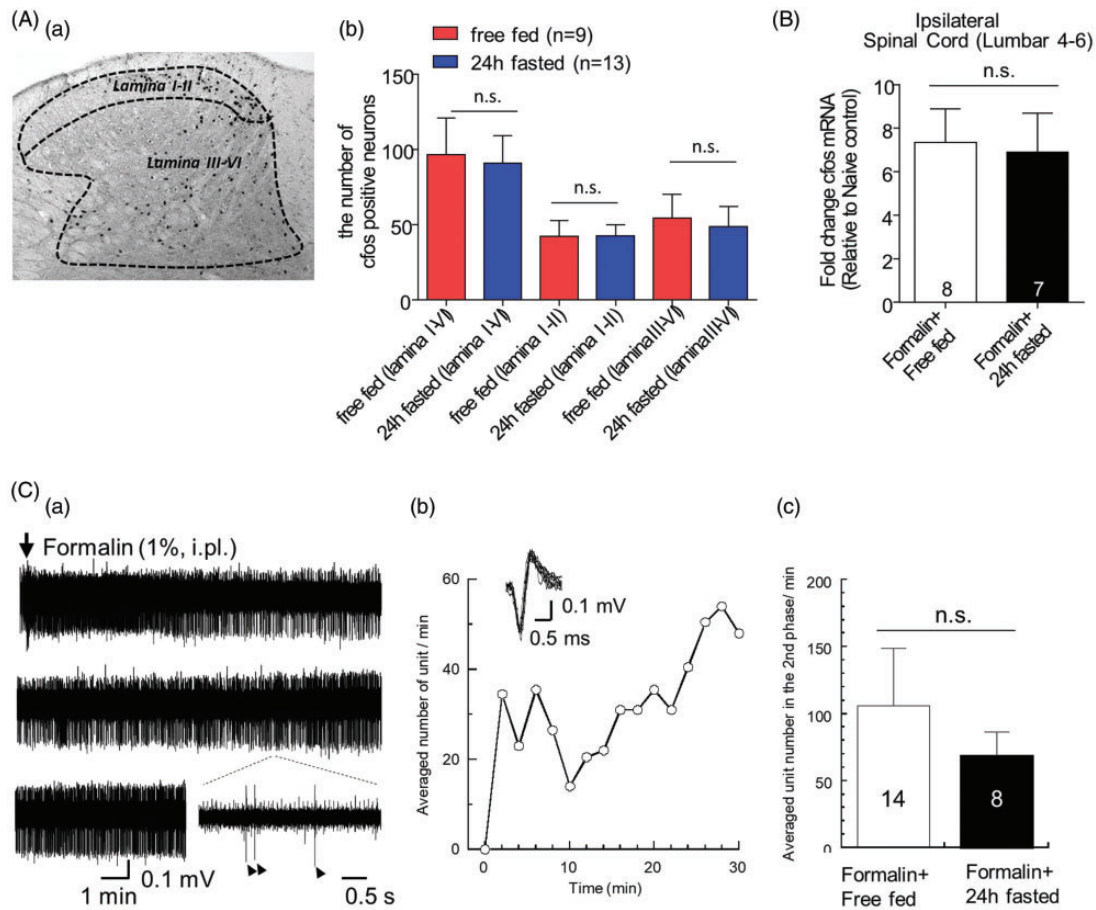 (A)
(a)
Lamina I-II
Lamina III-VI
(b)
free fed (n=9)
24h fasted (n=13)
the number of
cfos positive neurons
150
100
50
0
n.s.
n.s.
n.s.
free fed (lamina I-VI)
24h fasted (lamina I-VI)
free fed (lamina I-II)
24h fasted (lamina I-II)
free fed (laminaIII-VI)
24h fasted (laminaIII-VI)
(B)
Ipsilateral
Spinal Cord (Lumbar 4-6)
n.s.
Fold change cfos mRNA
(Relative to Naive control)
10
8
6
4
2
0
8
7
Formalin+
Free fed
Formalin+
24h fasted
(C)
(a)
Formalin (1%, i.pl.)
0.1 mV
1 min
0.5 s
(b)
Averaged number of unit / min
60
40
20
0
0.1 mV
0.5 ms
0
10
20
30
Time (min)
(c)
Averaged unit number in the 2nd phase/ min
200
150
100
50
0
n.s.
14
8
Formalin+
Free fed
Formalin+
24h fasted